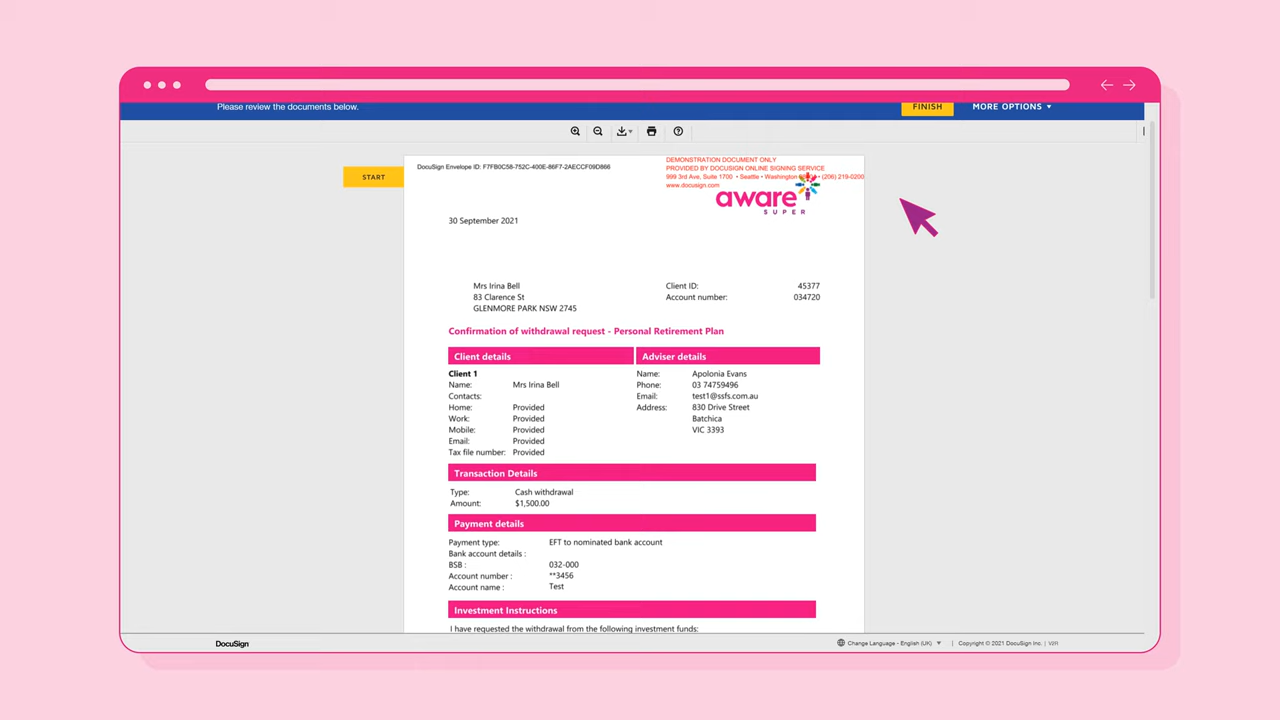 Please review the documents below.
FINISH
MORE OPTIONS
START
DocuSign Envelope ID: F7FB0C58-752C-400E-86F7-2AECCF09D866
DEMONSTRATION DOCUMENT ONLY
PROVIDED BY DOCUSIGN ONLINE SIGNING SERVICE
999 3rd Ave, Suite 1700 • Seattle • Washington • (206) 219-0200
www.docusign.com
aware
SUPER
30 September 2021
Mrs Irina Bell
83 Clarence St
GLENMORE PARK NSW 2745
Client ID: 45377
Account number: 034720
Confirmation of withdrawal request - Personal Retirement Plan
Client details
Client 1
Name: Mrs Irina Bell
Contacts:
Home: Provided
Work: Provided
Mobile: Provided
Email: Provided
Tax file number: Provided
Adviser details
Name: Apolonia Evans
Phone: 03 74759496
Email: test1@ssfs.com.au
Address: 830 Drive Street
Batchica
VIC 3393
Transaction Details
Type: Cash withdrawal
Amount: $1,500.00
Payment details
Payment type: EFT to nominated bank account
Bank account details :
BSB : 032-000
Account number : **3456
Account name : Test
Investment Instructions
I have requested the withdrawal from the following investment funds:
DocuSign
Change Language - English (UK) | Copyright © 2021 DocuSign Inc. |